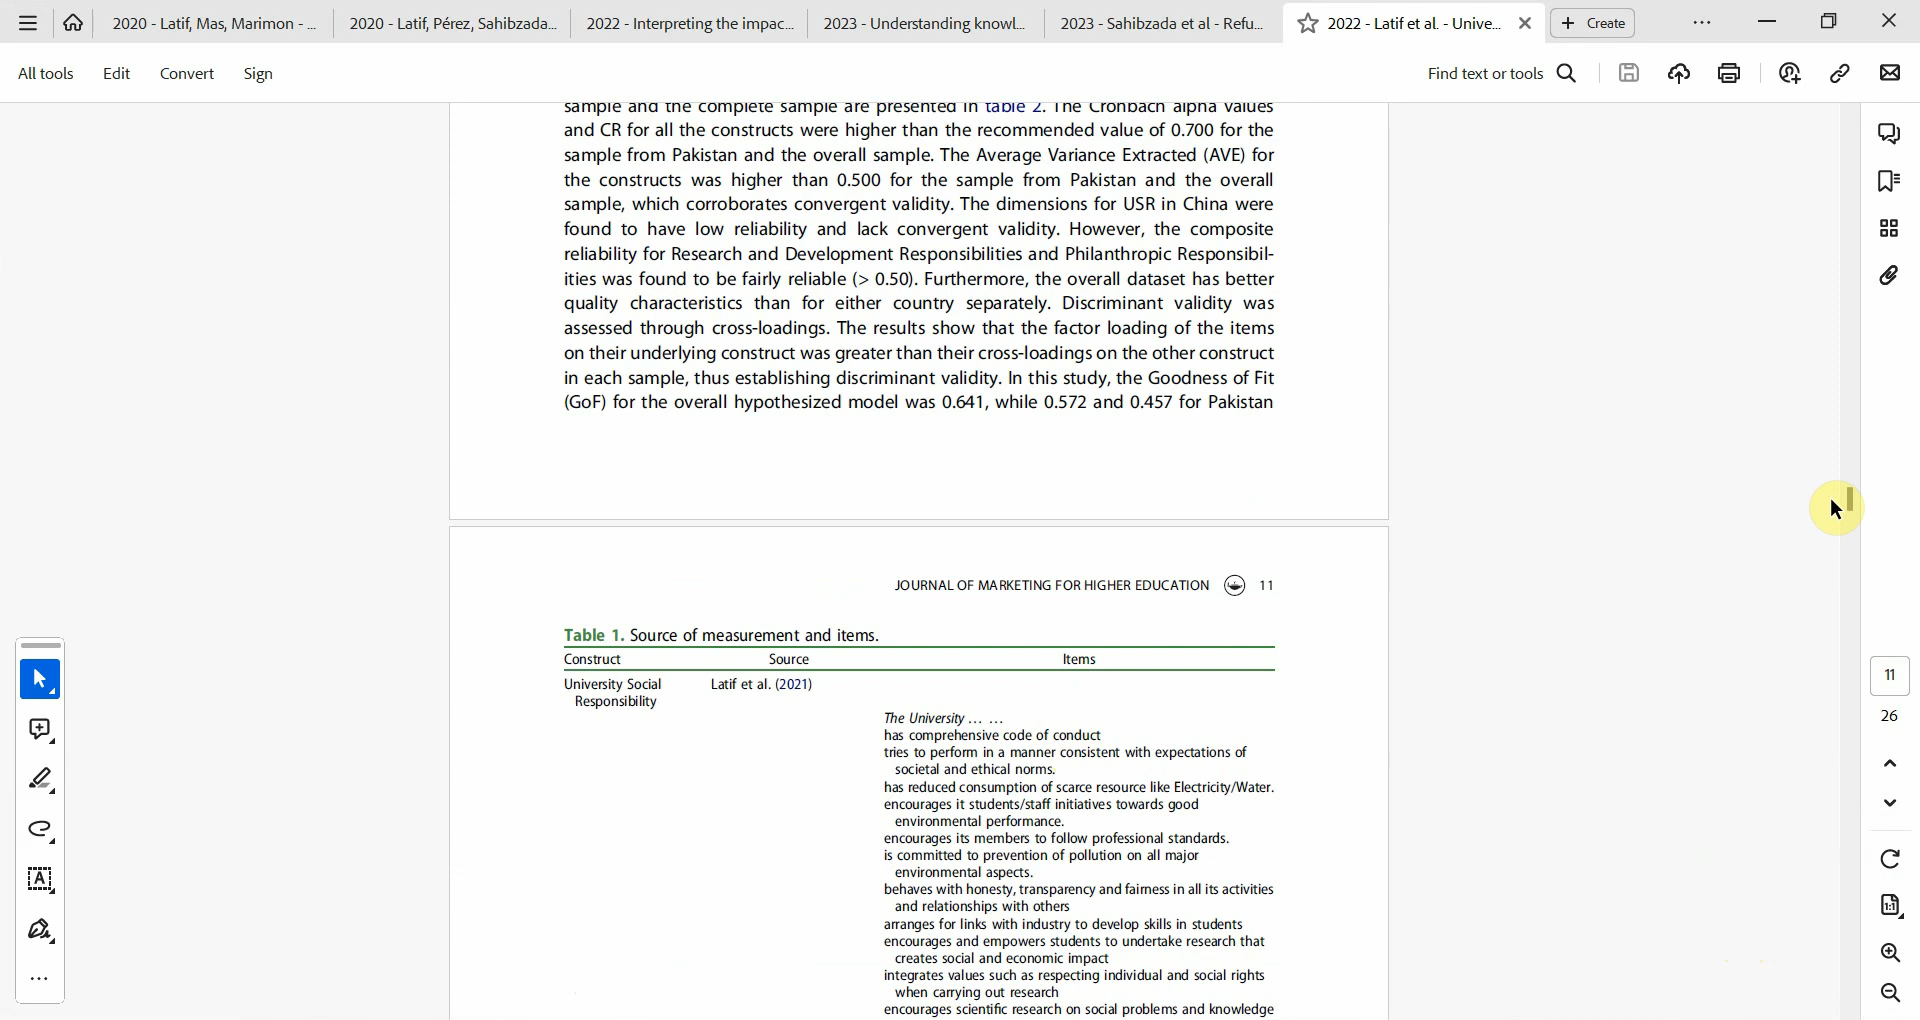 2020 - Latif, Mas, Marimon - ...
2020 - Latif, Pérez, Sahibzada...
2022 - Interpreting the impac...
2023 - Understanding knowl...
2023 - Sahibzada et al - Refu...
2022 - Latif et al. - Unive...
Create
All tools
Edit
Convert
Sign
Find text or tools
sample and the complete sample are presented in table 2. The Cronbach alpha values
and CR for all the constructs were higher than the recommended value of 0.700 for the
sample from Pakistan and the overall sample. The Average Variance Extracted (AVE) for
the constructs was higher than 0.500 for the sample from Pakistan and the overall
sample, which corroborates convergent validity. The dimensions for USR in China were
found to have low reliability and lack convergent validity. However, the composite
reliability for Research and Development Responsibilities and Philanthropic Responsibil-
ities was found to be fairly reliable (> 0.50). Furthermore, the overall dataset has better
quality characteristics than for either country separately. Discriminant validity was
assessed through cross-loadings. The results show that the factor loading of the items
on their underlying construct was greater than their cross-loadings on the other construct
in each sample, thus establishing discriminant validity. In this study, the Goodness of Fit
(GoF) for the overall hypothesized model was 0.641, while 0.572 and 0.457 for Pakistan
JOURNAL OF MARKETING FOR HIGHER EDUCATION 11
Table 1. Source of measurement and items.
Construct Source Items
University Social Latif et al. (2021)
Responsibility
The University ... ...
has comprehensive code of conduct
tries to perform in a manner consistent with expectations of
societal and ethical norms.
has reduced consumption of scarce resource like Electricity/Water.
encourages it students/staff initiatives towards good
environmental performance.
encourages its members to follow professional standards.
is committed to prevention of pollution on all major
environmental aspects.
behaves with honesty, transparency and fairness in all its activities
and relationships with others
arranges for links with industry to develop skills in students
encourages and empowers students to undertake research that
creates social and economic impact
integrates values such as respecting individual and social rights
when carrying out research
encourages scientific research on social problems and knowledge
11
26